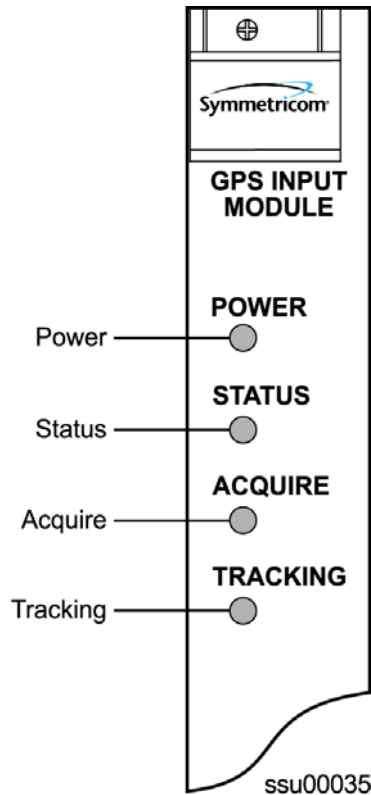 Symmetricom
GPS INPUT
MODULE
POWER
Power
STATUS
Status
ACQUIRE
Acquire
TRACKING
Tracking
ssu00035